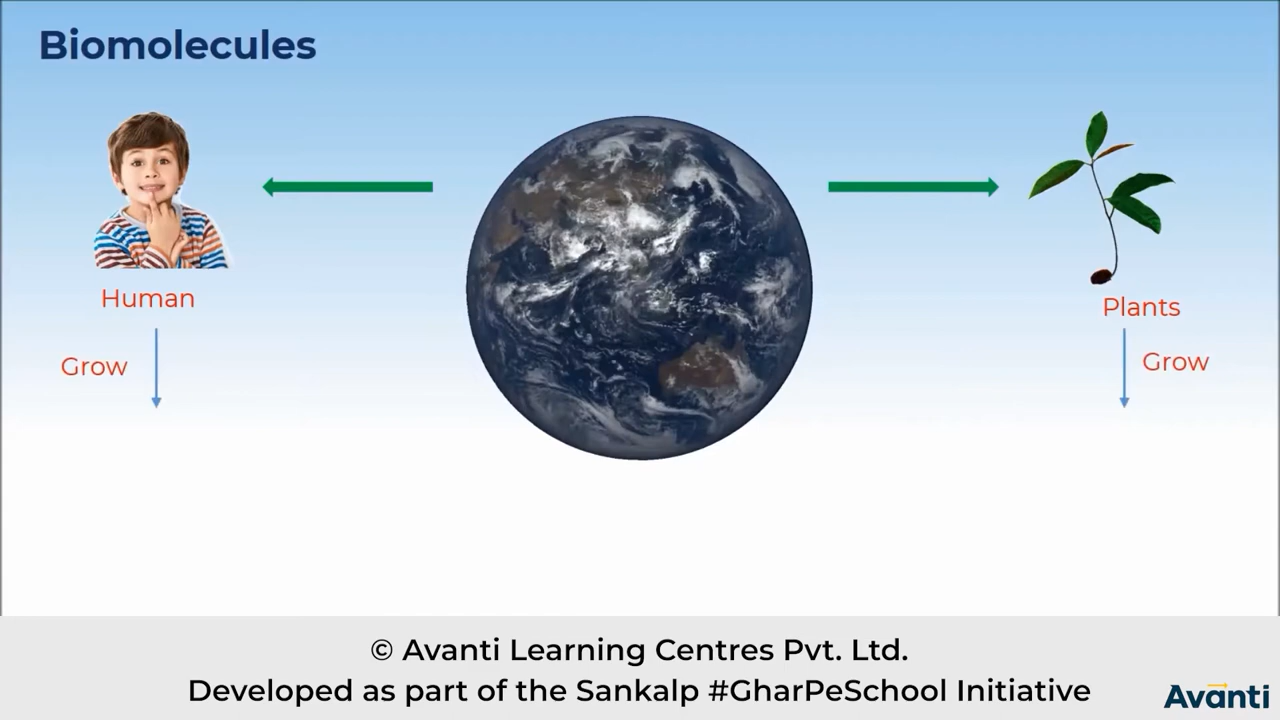 Biomolecules
Human
Plants
Grow
Grow
© Avanti Learning Centres Pvt. Ltd.
Developed as part of the Sankalp #GharPeSchool Initiative
Avanti